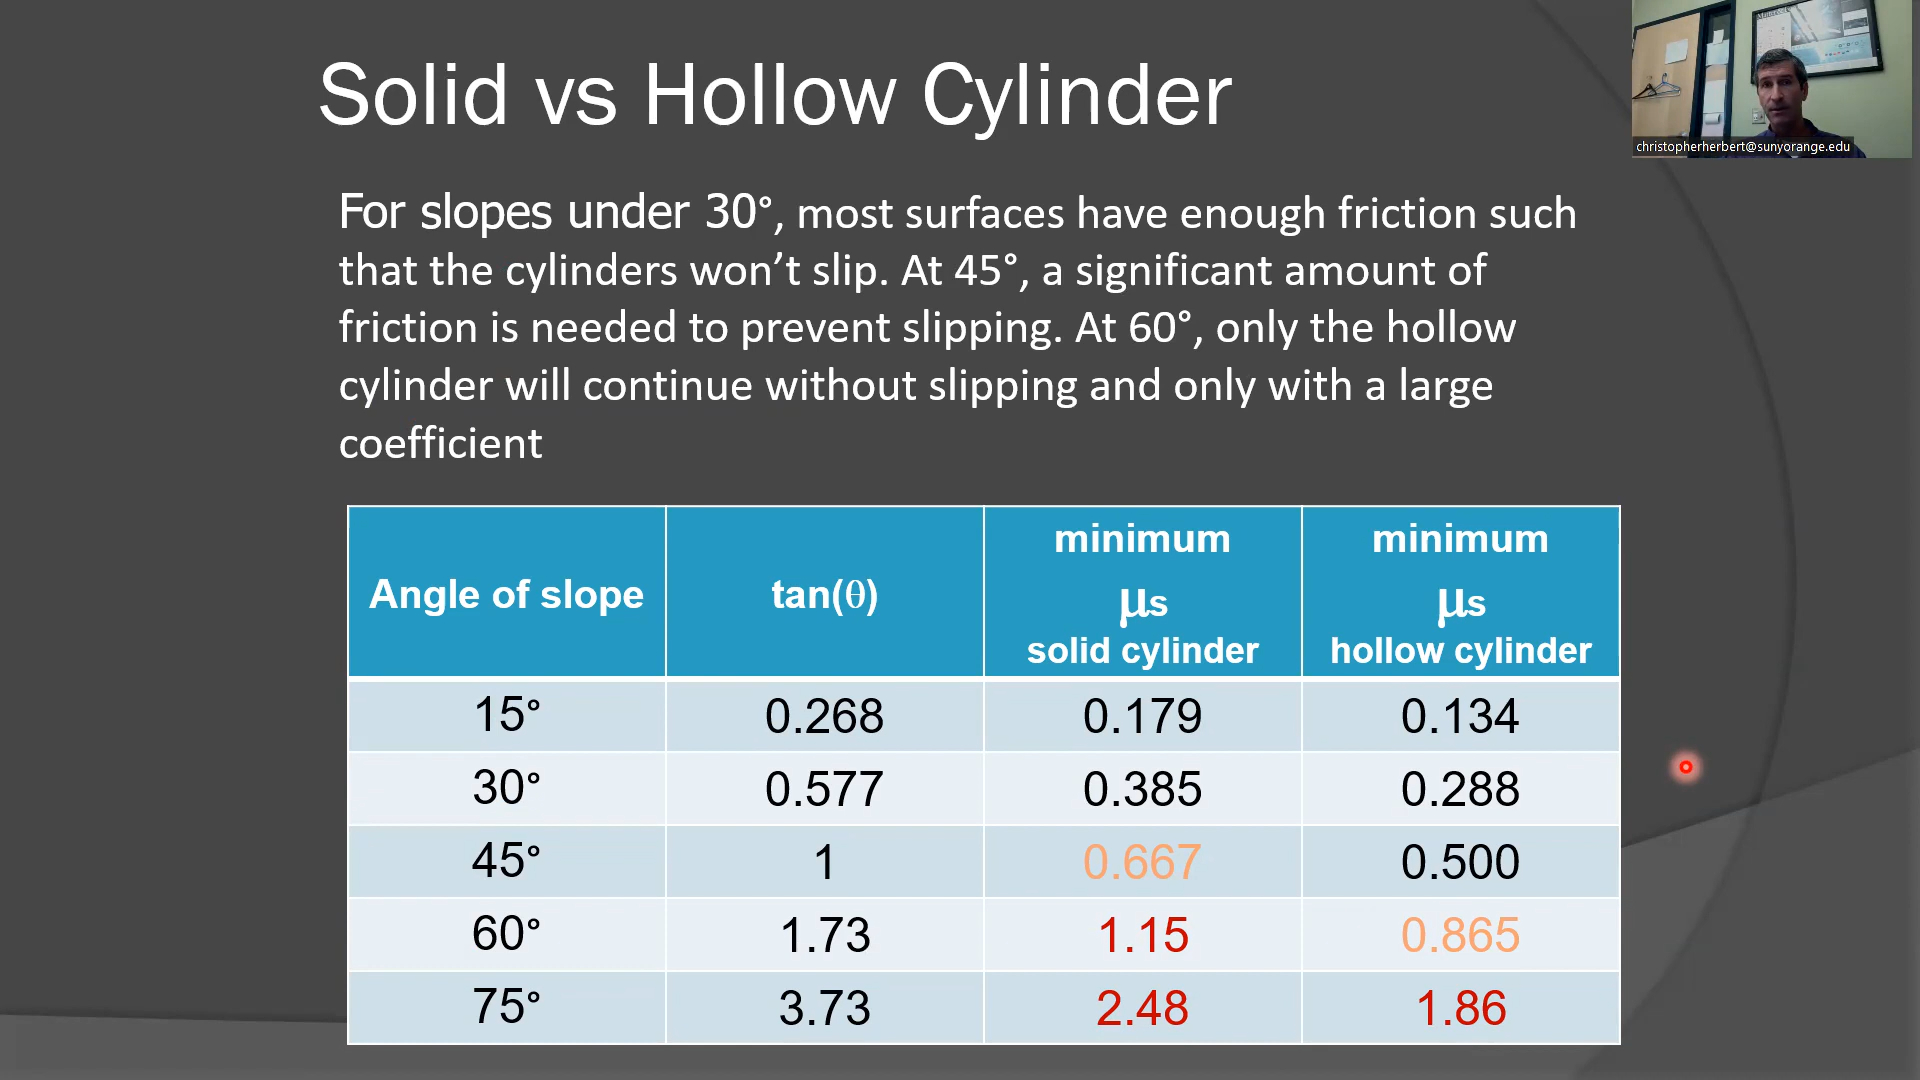 Solid vs Hollow Cylinder
christopherherbert@sunyorange.edu
For slopes under 30°, most surfaces have enough friction such
that the cylinders won’t slip. At 45°, a significant amount of
friction is needed to prevent slipping. At 60°, only the hollow
cylinder will continue without slipping and only with a large
coefficient
Angle of slope tan(θ) minimum μs solid cylinder minimum μs hollow cylinder
15° 0.268 0.179 0.134
30° 0.577 0.385 0.288
45° 1 0.667 0.500
60° 1.73 1.15 0.865
75° 3.73 2.48 1.86